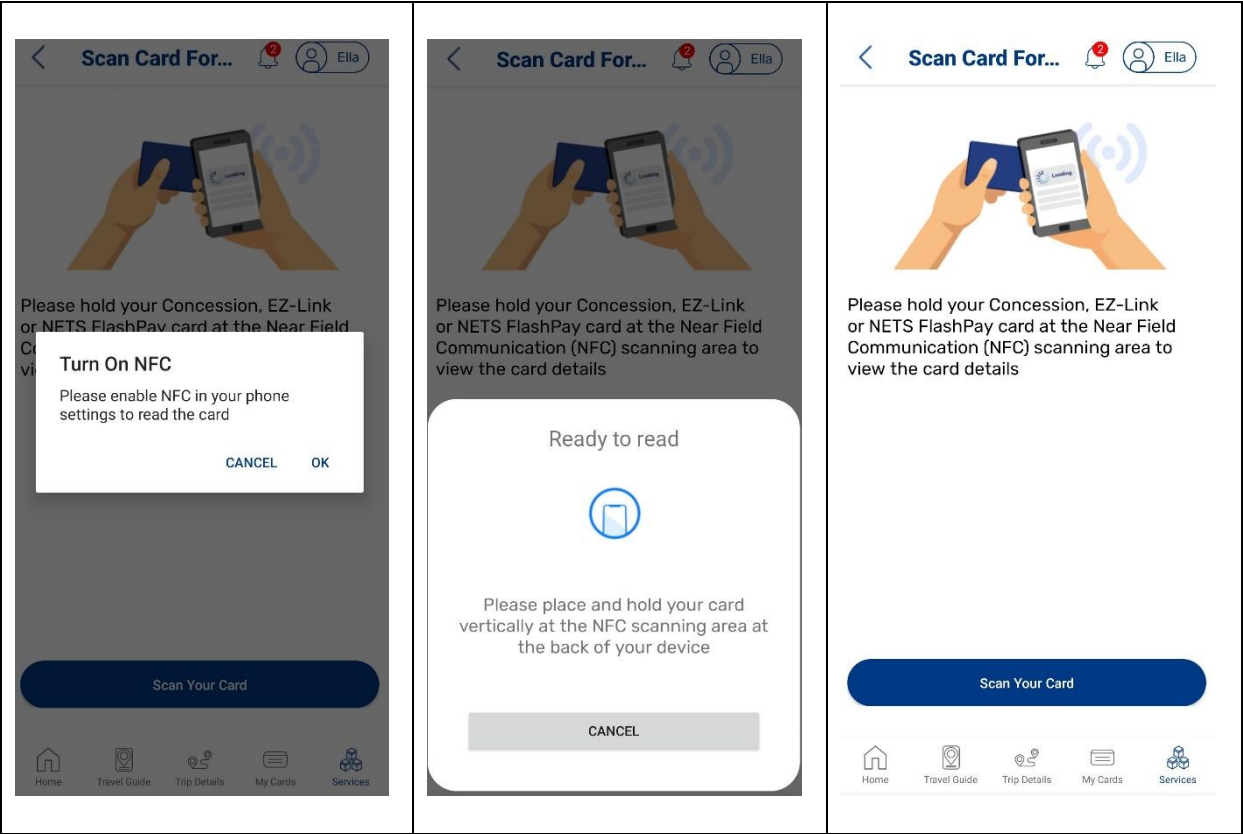 Scan Card For...
2
Ella
Loading
Please hold your Concession, EZ-Link
or NETS FlashPay card at the Near Field
Turn On NFC
Please enable NFC in your phone
settings to read the card
CANCEL OK
Scan Your Card
Home Travel Guide Trip Details My Cards Services
Scan Card For...
2
Ella
Loading
Please hold your Concession, EZ-Link
or NETS FlashPay card at the Near Field
Communication (NFC) scanning area to
view the card details
Ready to read
Please place and hold your card
vertically at the NFC scanning area at
the back of your device
CANCEL
Scan Card For...
2
Ella
Loading
Please hold your Concession, EZ-Link
or NETS FlashPay card at the Near Field
Communication (NFC) scanning area to
view the card details
Scan Your Card
Home Travel Guide Trip Details My Cards Services